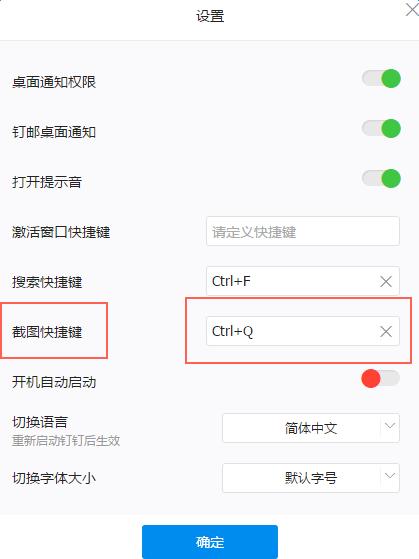 设置
桌面通知权限
钉邮桌面通知
打开提示音
激活窗口快捷键 请定义快捷键
搜索快捷键 Ctrl+F
截图快捷键 Ctrl+Q
开机自动启动
切换语言 简体中文
重新启动钉钉后生效
切换字体大小 默认字号
确定